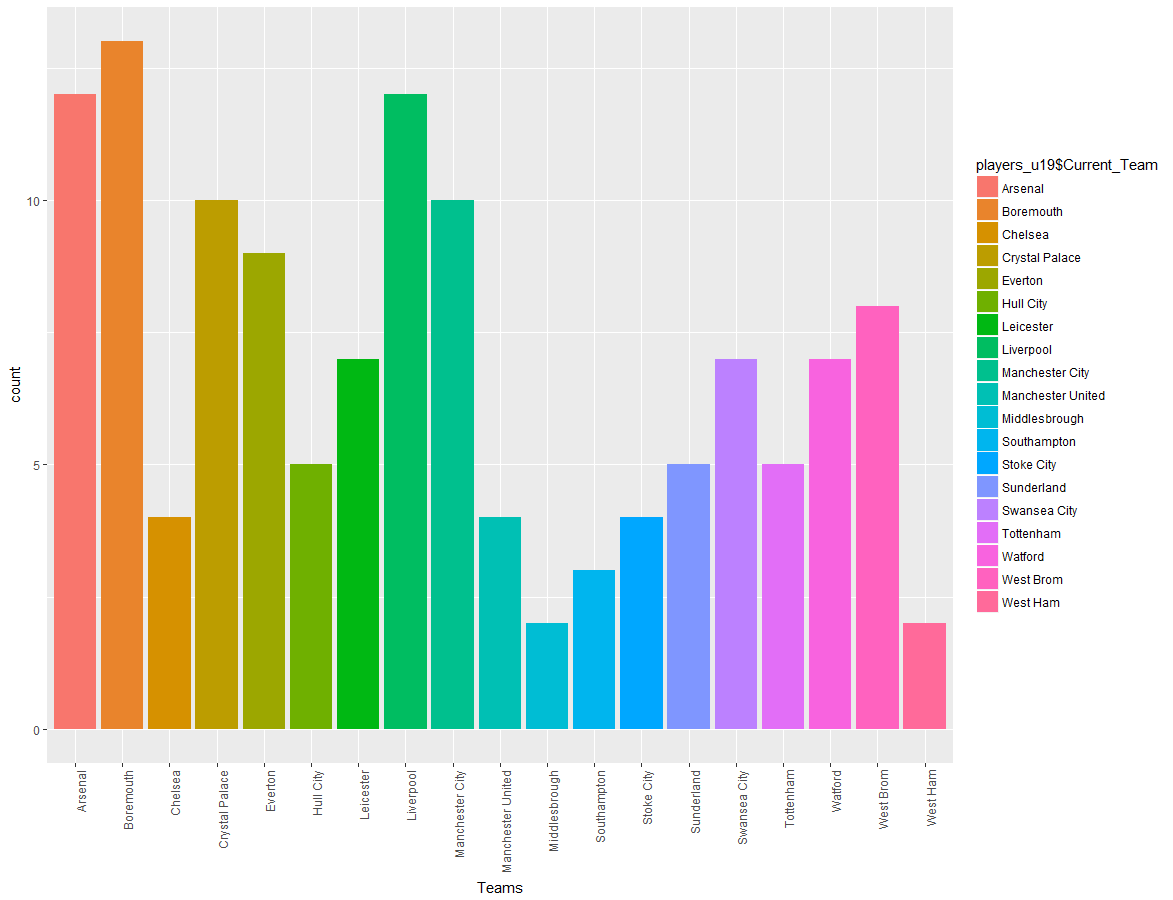 count
10
5
0
Arsenal
Boremouth
Chelsea
Crystal Palace
Everton
Hull City
Leicester
Liverpool
Manchester City
Manchester United
Middlesbrough
Southampton
Stoke City
Sunderland
Swansea City
Tottenham
Watford
West Brom
West Ham
Teams
players_u19$Current_Team
Arsenal
Boremouth
Chelsea
Crystal Palace
Everton
Hull City
Leicester
Liverpool
Manchester City
Manchester United
Middlesbrough
Southampton
Stoke City
Sunderland
Swansea City
Tottenham
Watford
West Brom
West Ham